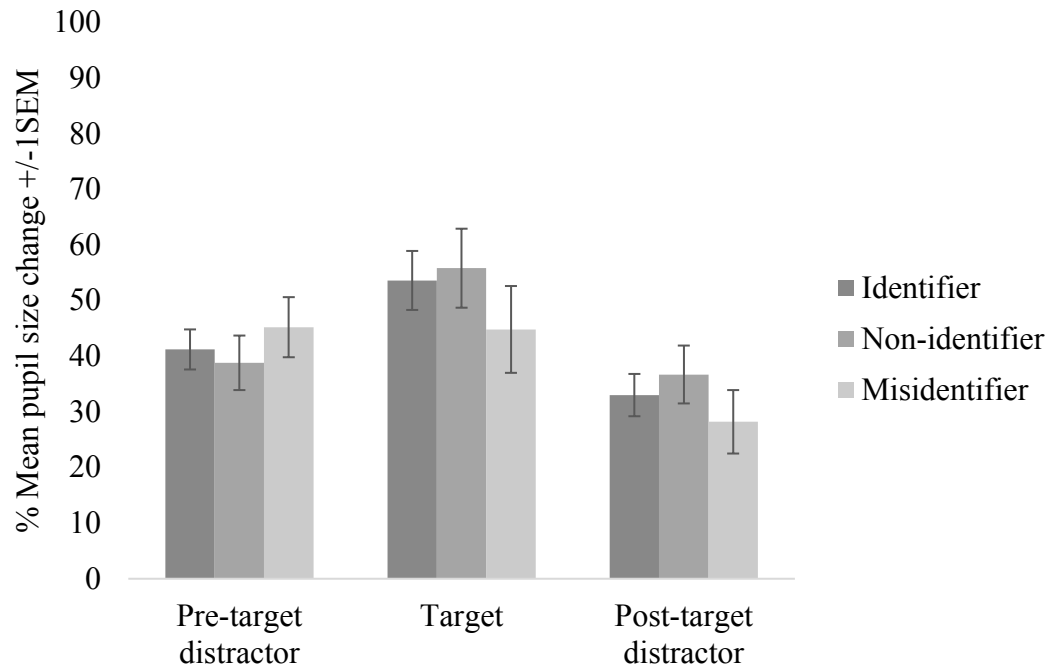 % Mean pupil size change +/-1SEM
100
90
80
70
60
50
40
30
20
10
0
Pre-target
distractor
Target
Post-target
distractor
Identifier
Non-identifier
Misidentifier